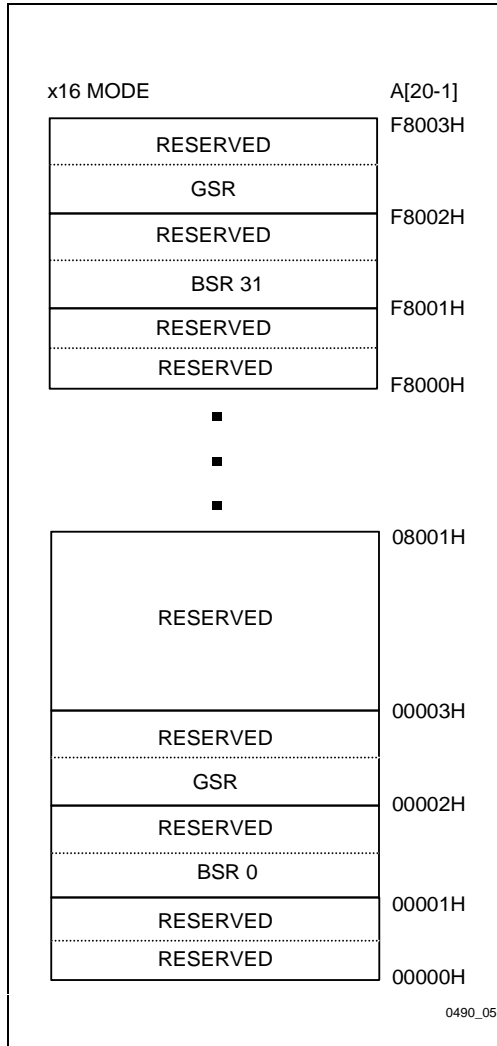 x16 MODE A[20-1]
F8003H
RESERVED
GSR
F8002H
RESERVED
BSR 31
F8001H
RESERVED
RESERVED
F8000H
08001H
RESERVED
00003H
RESERVED
GSR
00002H
RESERVED
BSR 0
00001H
RESERVED
RESERVED
00000H
0490_05